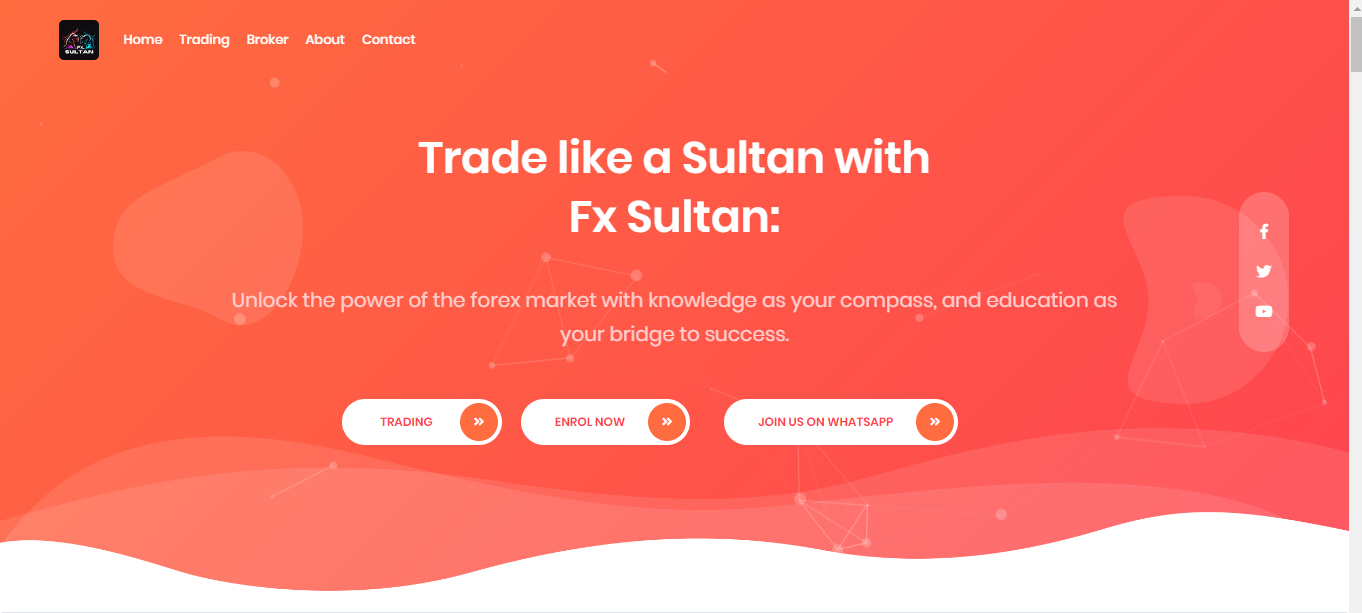 FX
SULTAN
Home Trading Broker About Contact
Trade like a Sultan with
Fx Sultan:
Unlock the power of the forex market with knowledge as your compass, and education as
your bridge to success.
TRADING ENROL NOW JOIN US ON WHATSAPP